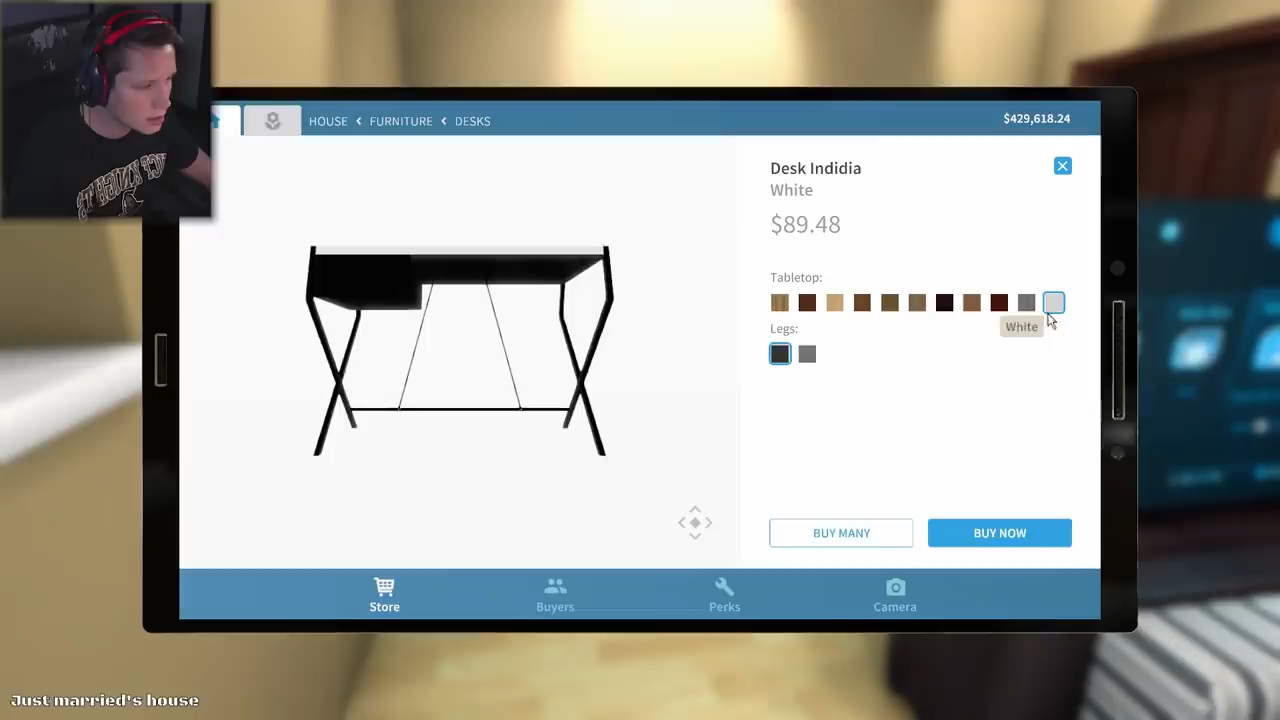 HOUSE < FURNITURE < DESKS
$429,618.24
Desk Indidia
White
$89.48
Tabletop:
White
Legs:
BUY MANY
BUY NOW
Store
Buyers
Perks
Camera
Just married's house